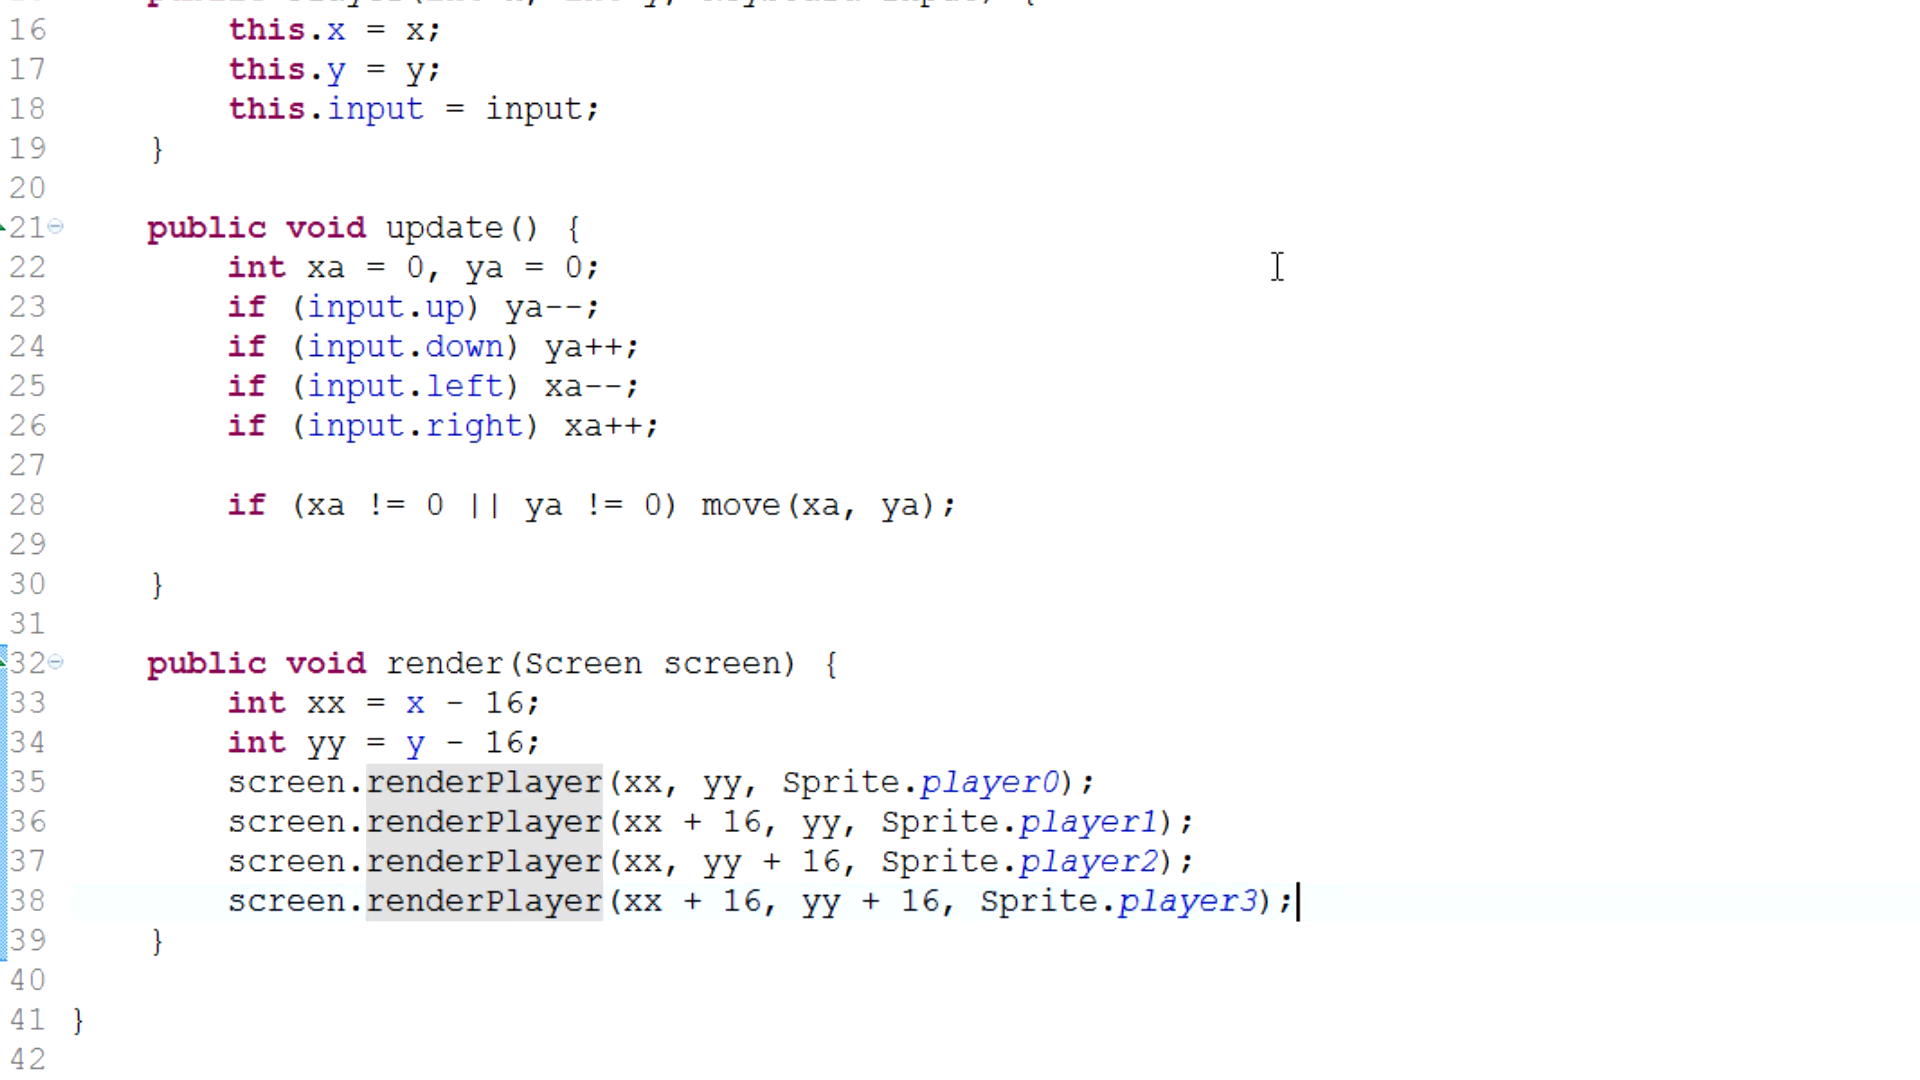 16 this.x = x;
17 this.y = y;
18 this.input = input;
19 }
20
21 public void update() {
22 int xa = 0, ya = 0;
23 if (input.up) ya--;
24 if (input.down) ya++;
25 if (input.left) xa--;
26 if (input.right) xa++;
27
28 if (xa != 0 || ya != 0) move(xa, ya);
29
30 }
31
32 public void render(Screen screen) {
33 int xx = x - 16;
34 int yy = y - 16;
35 screen.renderPlayer(xx, yy, Sprite.player0);
36 screen.renderPlayer(xx + 16, yy, Sprite.player1);
37 screen.renderPlayer(xx, yy + 16, Sprite.player2);
38 screen.renderPlayer(xx + 16, yy + 16, Sprite.player3);
39 }
40
41 }
42